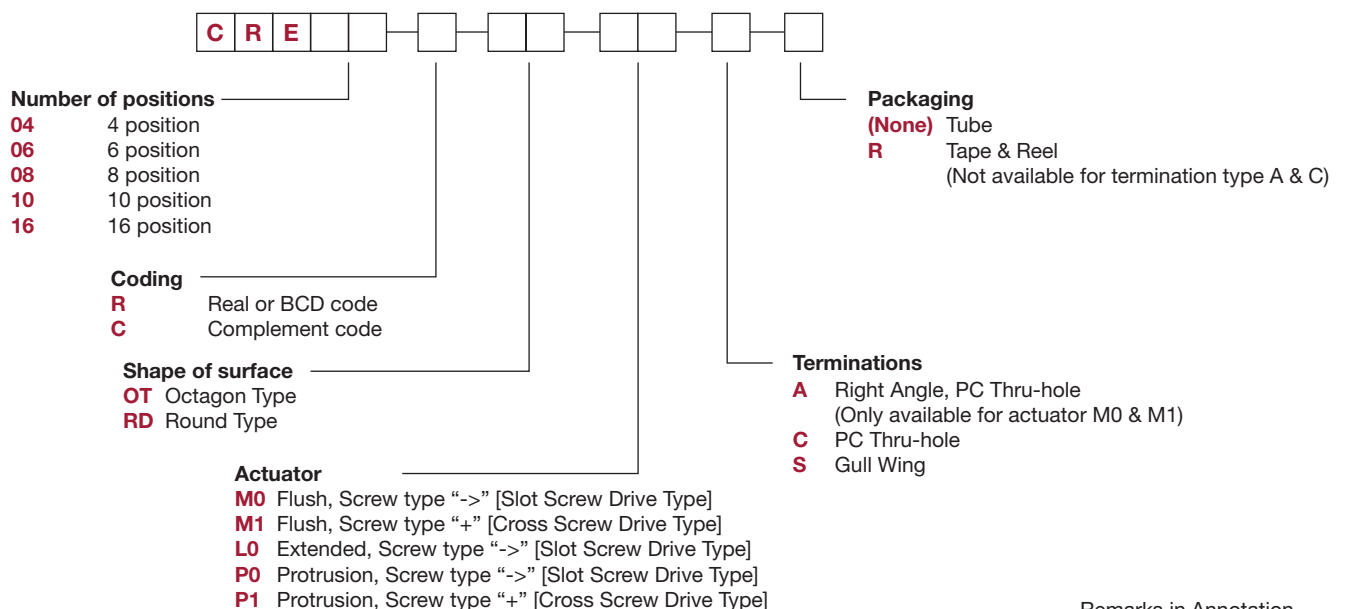 C R E
Number of positions
04 4 position
06 6 position
08 8 position
10 10 position
16 16 position
Packaging
(None) Tube
R Tape & Reel
(Not available for termination type A & C)
Coding
R Real or BCD code
C Complement code
Shape of surface
OT Octagon Type
RD Round Type
Terminations
A Right Angle, PC Thru-hole
(Only available for actuator M0 & M1)
C PC Thru-hole
S Gull Wing
Actuator
M0 Flush, Screw type “->” [Slot Screw Drive Type]
M1 Flush, Screw type “+” [Cross Screw Drive Type]
L0 Extended, Screw type “->” [Slot Screw Drive Type]
P0 Protrusion, Screw type “->” [Slot Screw Drive Type]
P1 Protrusion, Screw type “+” [Cross Screw Drive Type]
Remarks in Annotation